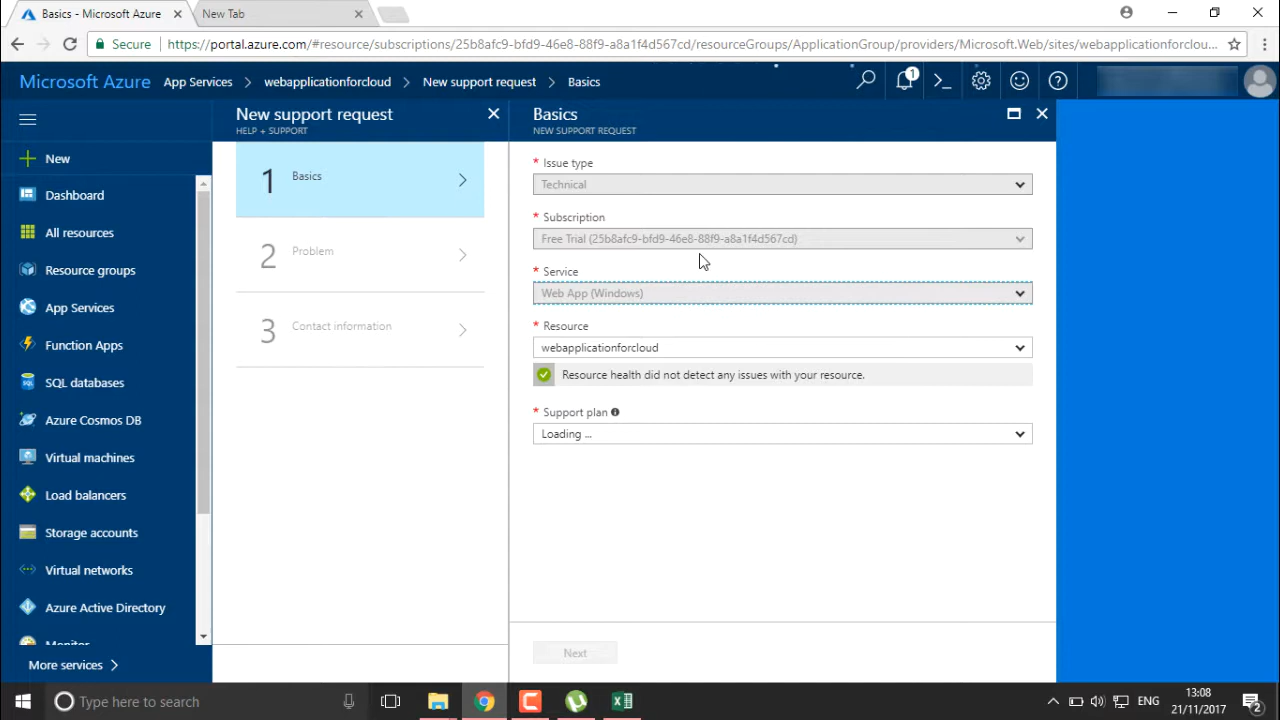 Basics - Microsoft Azure
New Tab
Secure https://portal.azure.com/#resource/subscriptions/25b8afc9-bfd9-46e8-88f9-a8a1f4d567cd/resourceGroups/ApplicationGroup/providers/Microsoft.Web/sites/webapplicationforclou...
Microsoft Azure App Services webapplicationforcloud New support request Basics
1
New support request
HELP + SUPPORT
Basics
NEW SUPPORT REQUEST
New
Dashboard
All resources
Resource groups
App Services
Function Apps
SQL databases
Azure Cosmos DB
Virtual machines
Load balancers
Storage accounts
Virtual networks
Azure Active Directory
Monitor
More services
1 Basics
2 Problem
3 Contact information
* Issue type
Technical
* Subscription
Free Trial (25b8afc9-bfd9-46e8-88f9-a8a1f4d567cd)
* Service
Web App (Windows)
* Resource
webapplicationforcloud
Resource health did not detect any issues with your resource.
* Support plan
Loading ...
Next
Type here to search
ENG
13:08
21/11/2017
2